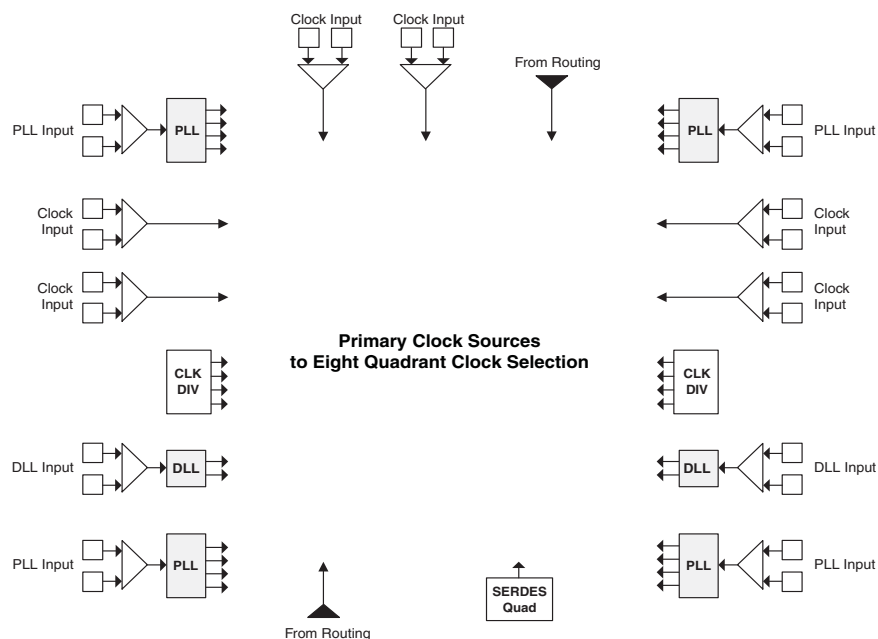 Clock Input
Clock Input
From Routing
PLL Input
PLL
PLL
PLL Input
Clock
Input
Clock
Input
Clock
Input
Clock
Input
Primary Clock Sources
to Eight Quadrant Clock Selection
CLK
DIV
CLK
DIV
DLL Input
DLL
DLL
DLL Input
PLL Input
PLL
PLL
PLL Input
SERDES
Quad
From Routing